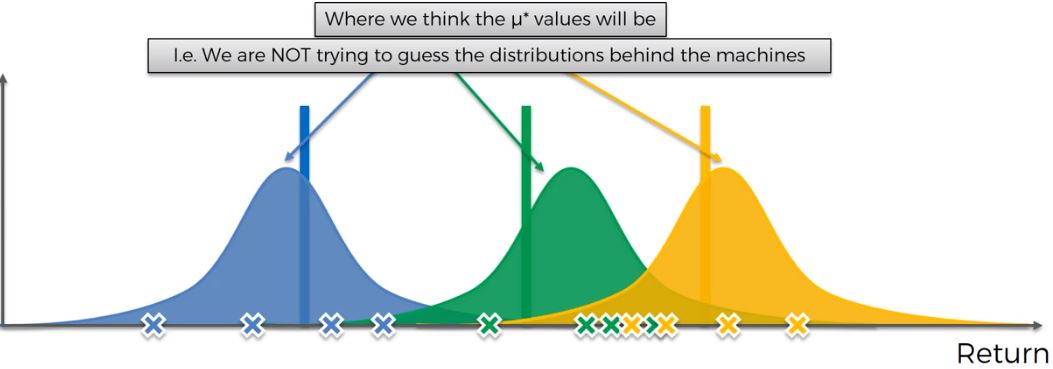 Where we think the μ* values will be
I.e. We are NOT trying to guess the distributions behind the machines
Return